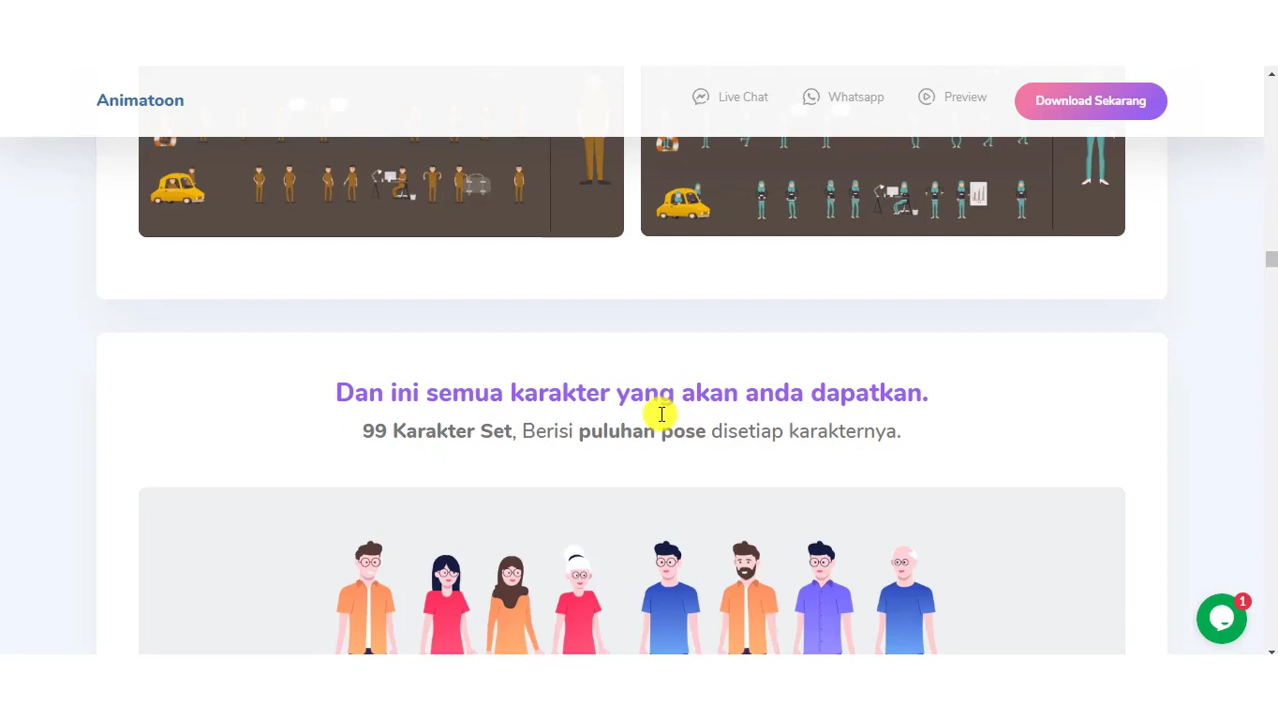 Animatoon
Live Chat
Whatsapp
Preview
Download Sekarang
Dan ini semua karakter yang akan anda dapatkan.
99 Karakter Set, Berisi puluhan pose disetiap karakternya.
1